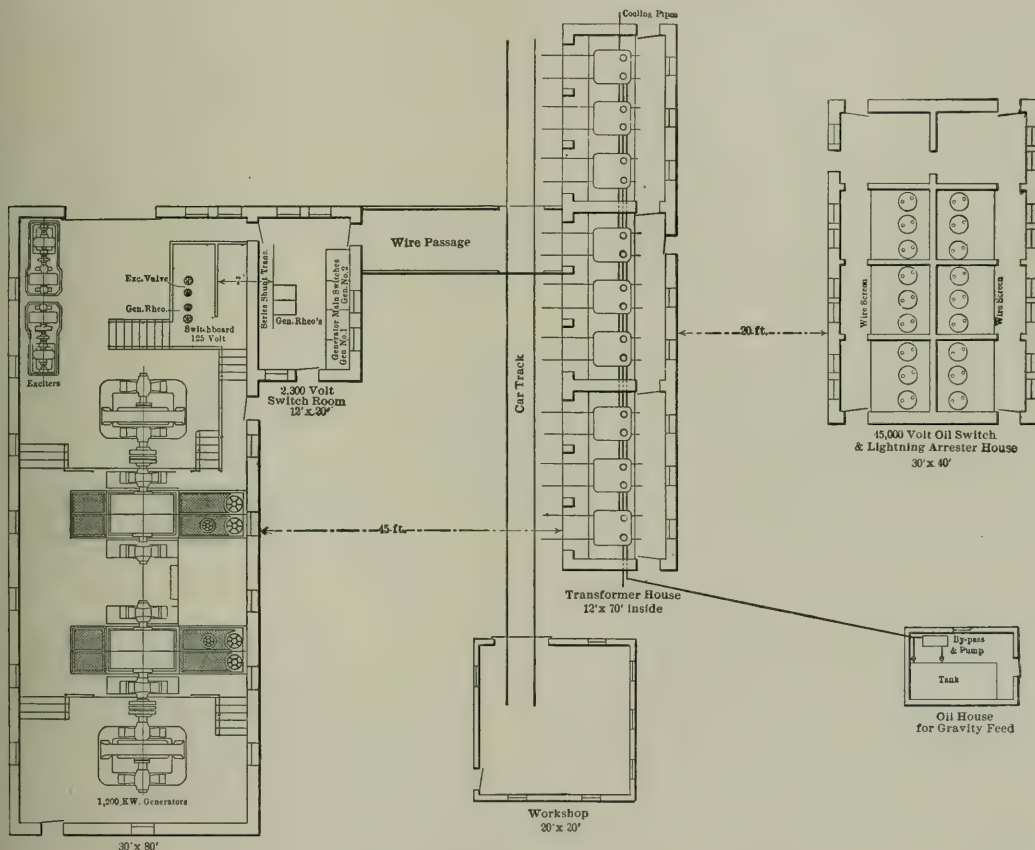 Cooling Pipes
Wire Passage
Exc. Valve
Gen. Rheo.
Switchboard
125 Volt
Exciters
Series Shunt Trans.
Gen. Rheo's
Generator Main Switches
Gen No.1 Gen. No.2
2,300 Volt
Switch Room
12' x 20'
Car Track
45 ft.
20 ft.
Wire Screen
Wire Screen
45,000 Volt Oil Switch
& Lightning Arrester House
30' x 40'
Transformer House
12' x 70' Inside
By-pass
& Pump
Tank
Oil House
for Gravity Feed
1,200 KW. Generators
30' x 80'
Workshop
20' x 20'